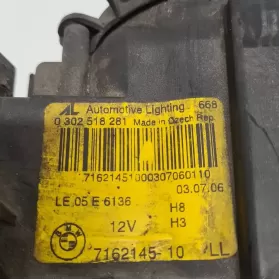 AL Automotive Lighting 668
0 302 518 281 Made in Czech Rep.
71621451000307060110
03.07.06
LE 05 E 6136 H8
12V H3
BMW 7162145-10 LL